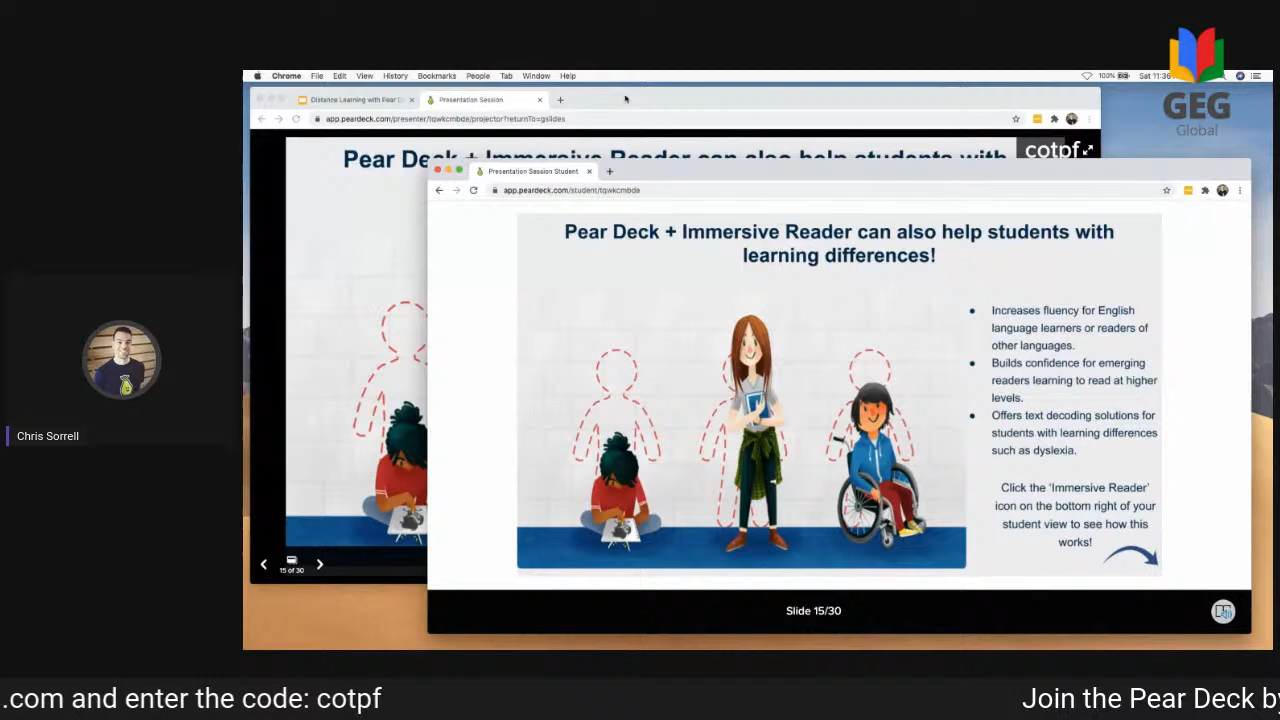 GEG
Global
Chrome File Edit View History Bookmarks People Tab Window Help
100% Sat 11:36
Distance Learning with Pear D
Presentation Session
app.peardeck.com/presenter/tqwkcmbde/projector?returnTo=gslides
Pear Deck + Immersive Reader can also help students with
cotpf
Presentation Session Student
app.peardeck.com/student/tqwkcmbde
Pear Deck + Immersive Reader can also help students with
learning differences!
● Increases fluency for English
language learners or readers of
other languages.
● Builds confidence for emerging
readers learning to read at higher
levels.
● Offers text decoding solutions for
students with learning differences
such as dyslexia.
Click the ‘Immersive Reader’
icon on the bottom right of your
student view to see how this
works!
15 of 30
Slide 15/30
Chris Sorrell
.com and enter the code: cotpf
Join the Pear Deck by